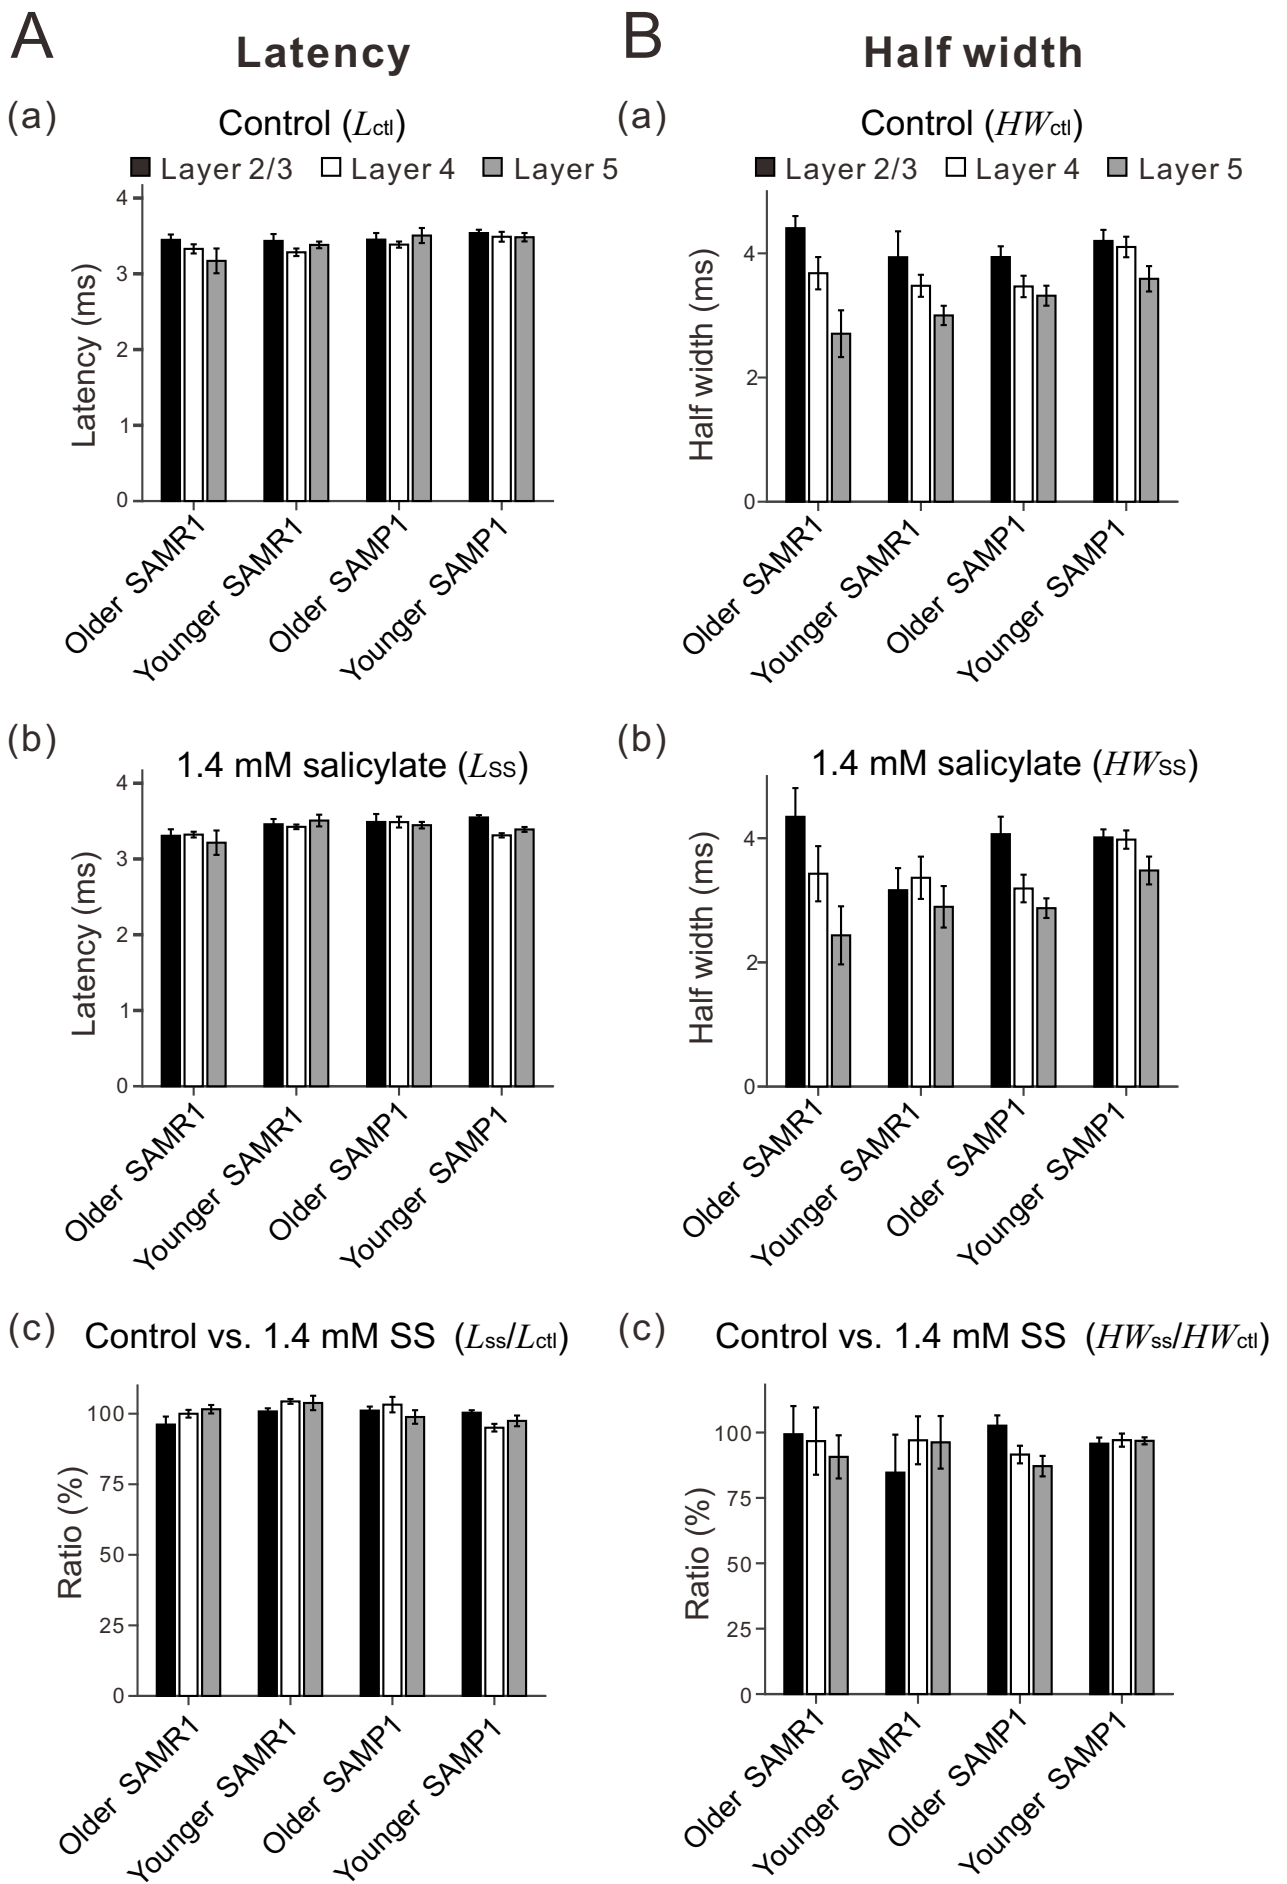 A
Latency
(a)
Control (Lctl)
Layer 2/3 Layer 4 Layer 5
4
3
2
1
0
Latency (ms)
Older SAMR1
Younger SAMR1
Older SAMP1
Younger SAMP1
(b)
1.4 mM salicylate (LSS)
4
3
2
1
0
Latency (ms)
Older SAMR1
Younger SAMR1
Older SAMP1
Younger SAMP1
(c)
Control vs. 1.4 mM SS (Lss/Lctl)
100
75
50
25
0
Ratio (%)
Older SAMR1
Younger SAMR1
Older SAMP1
Younger SAMP1
B
Half width
(a)
Control (HWctl)
Layer 2/3 Layer 4 Layer 5
4
2
0
Half width (ms)
Older SAMR1
Younger SAMR1
Older SAMP1
Younger SAMP1
(b)
1.4 mM salicylate (HWSS)
4
2
0
Half width (ms)
Older SAMR1
Younger SAMR1
Older SAMP1
Younger SAMP1
(c)
Control vs. 1.4 mM SS (HWss/HWctl)
100
75
50
25
0
Ratio (%)
Older SAMR1
Younger SAMR1
Older SAMP1
Younger SAMP1